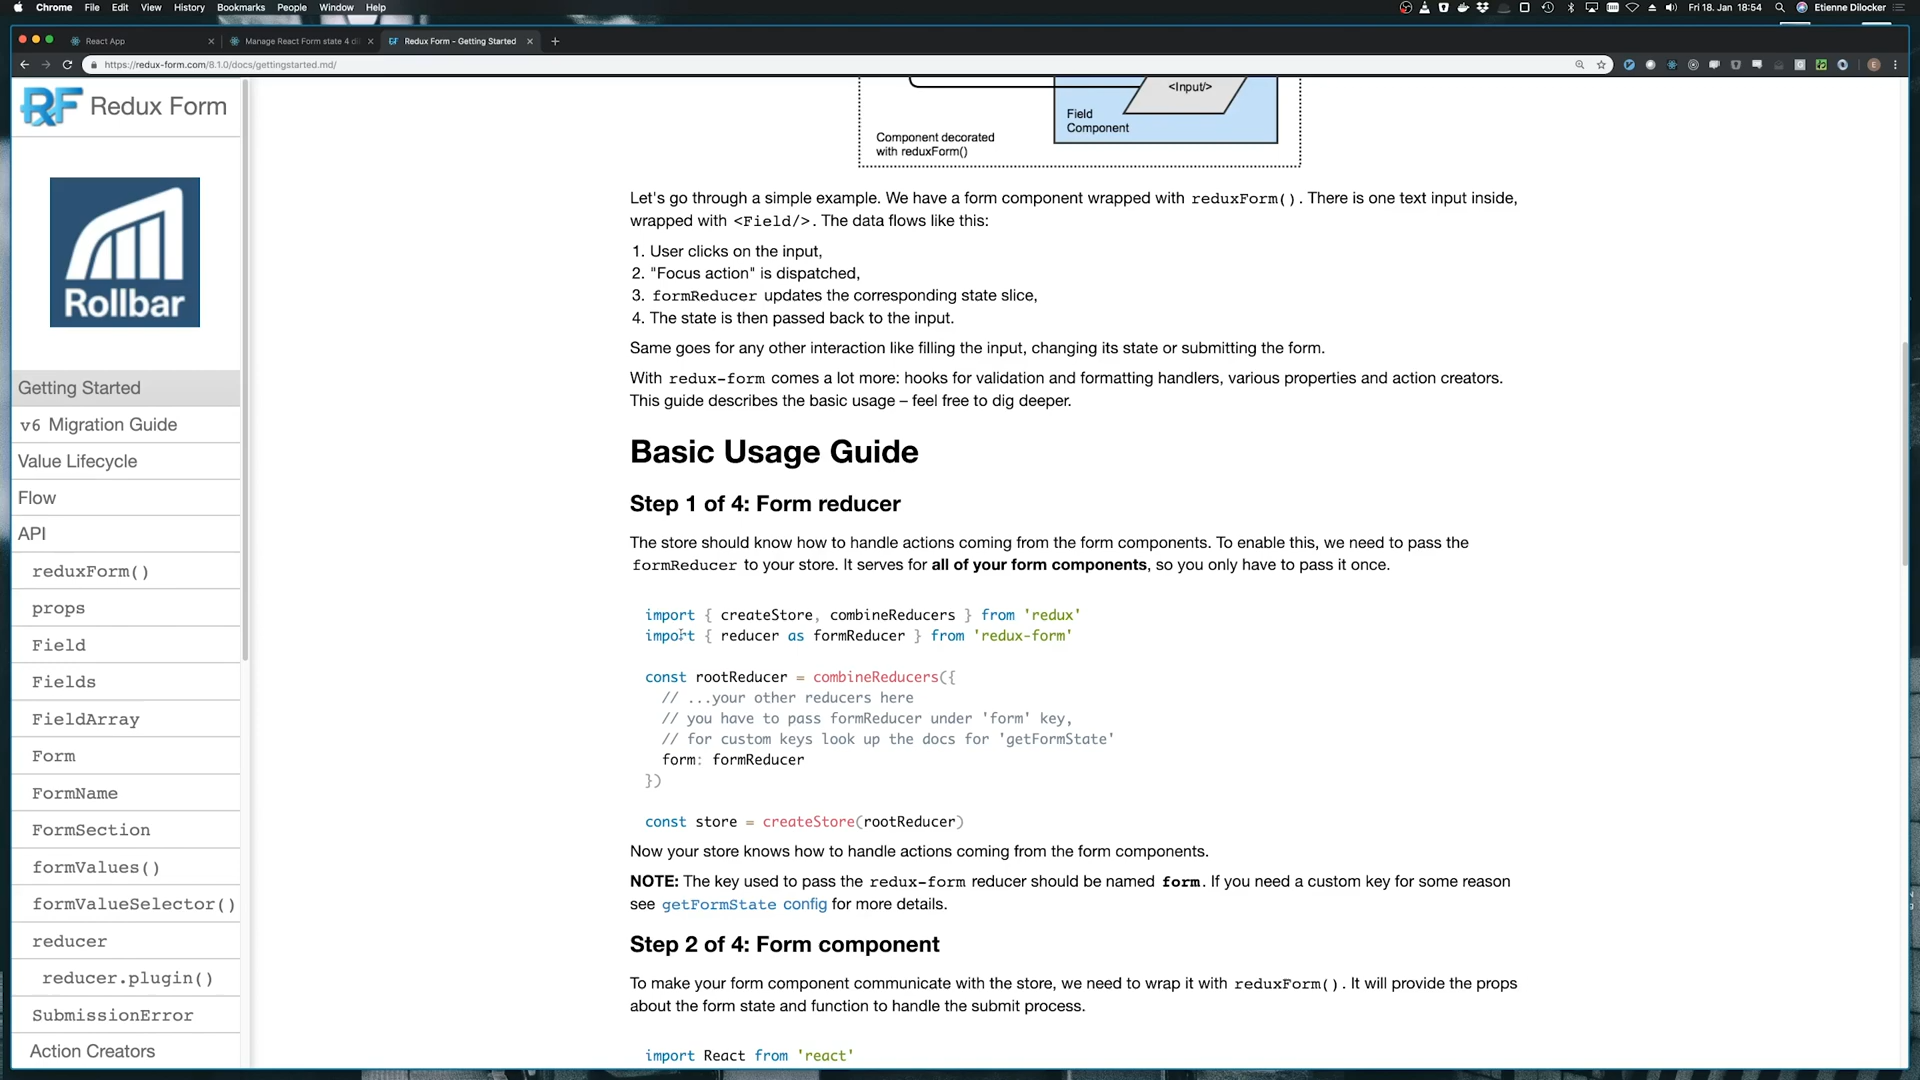 Chrome File Edit View History Bookmarks People Window Help
Fri 18. Jan 18:54 Etienne Dilocker
React App
Manage React Form state 4 di
Redux Form - Getting Started
https://redux-form.com/8.1.0/docs/gettingstarted.md/
Redux Form
Rollbar
Getting Started
v6 Migration Guide
Value Lifecycle
Flow
API
reduxForm()
props
Field
Fields
FieldArray
Form
FormName
FormSection
formValues()
formValueSelector()
reducer
reducer.plugin()
SubmissionError
Action Creators
<Input/>
Field
Component
Component decorated
with reduxForm()
Let's go through a simple example. We have a form component wrapped with reduxForm(). There is one text input inside,
wrapped with <Field/>. The data flows like this:
1. User clicks on the input,
2. "Focus action" is dispatched,
3. formReducer updates the corresponding state slice,
4. The state is then passed back to the input.
Same goes for any other interaction like filling the input, changing its state or submitting the form.
With redux-form comes a lot more: hooks for validation and formatting handlers, various properties and action creators.
This guide describes the basic usage – feel free to dig deeper.
Basic Usage Guide
Step 1 of 4: Form reducer
The store should know how to handle actions coming from the form components. To enable this, we need to pass the
formReducer to your store. It serves for all of your form components, so you only have to pass it once.
import { createStore, combineReducers } from 'redux'
import { reducer as formReducer } from 'redux-form'
const rootReducer = combineReducers({
// ...your other reducers here
// you have to pass formReducer under 'form' key,
// for custom keys look up the docs for 'getFormState'
form: formReducer
})
const store = createStore(rootReducer)
Now your store knows how to handle actions coming from the form components.
NOTE: The key used to pass the redux-form reducer should be named form. If you need a custom key for some reason
see getFormState config for more details.
Step 2 of 4: Form component
To make your form component communicate with the store, we need to wrap it with reduxForm(). It will provide the props
about the form state and function to handle the submit process.
import React from 'react'